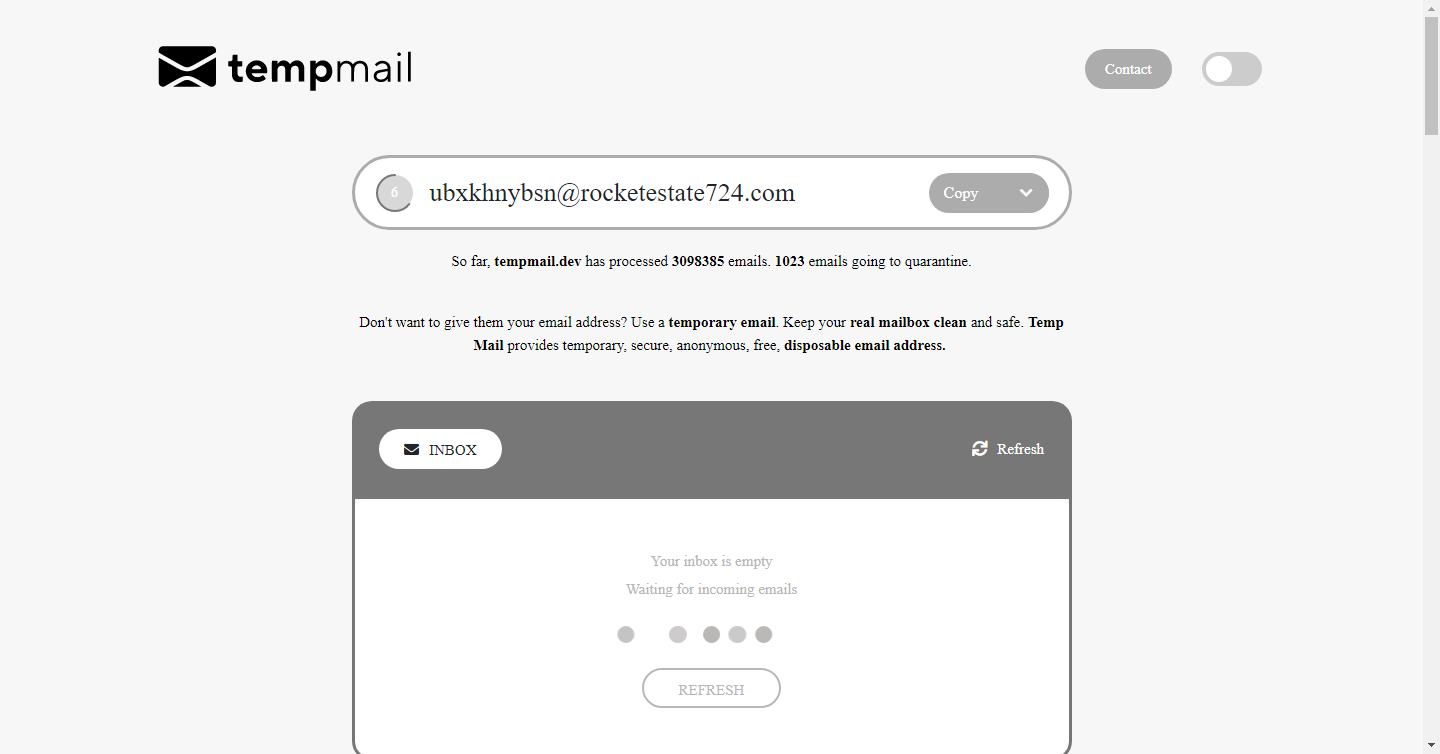 tempmail
Contact
6
ubxkhnybsn@rocketestate724.com
Copy
So far, tempmail.dev has processed 3098385 emails. 1023 emails going to quarantine.
Don't want to give them your email address? Use a temporary email. Keep your real mailbox clean and safe. Temp
Mail provides temporary, secure, anonymous, free, disposable email address.
INBOX
Refresh
Your inbox is empty
Waiting for incoming emails
REFRESH